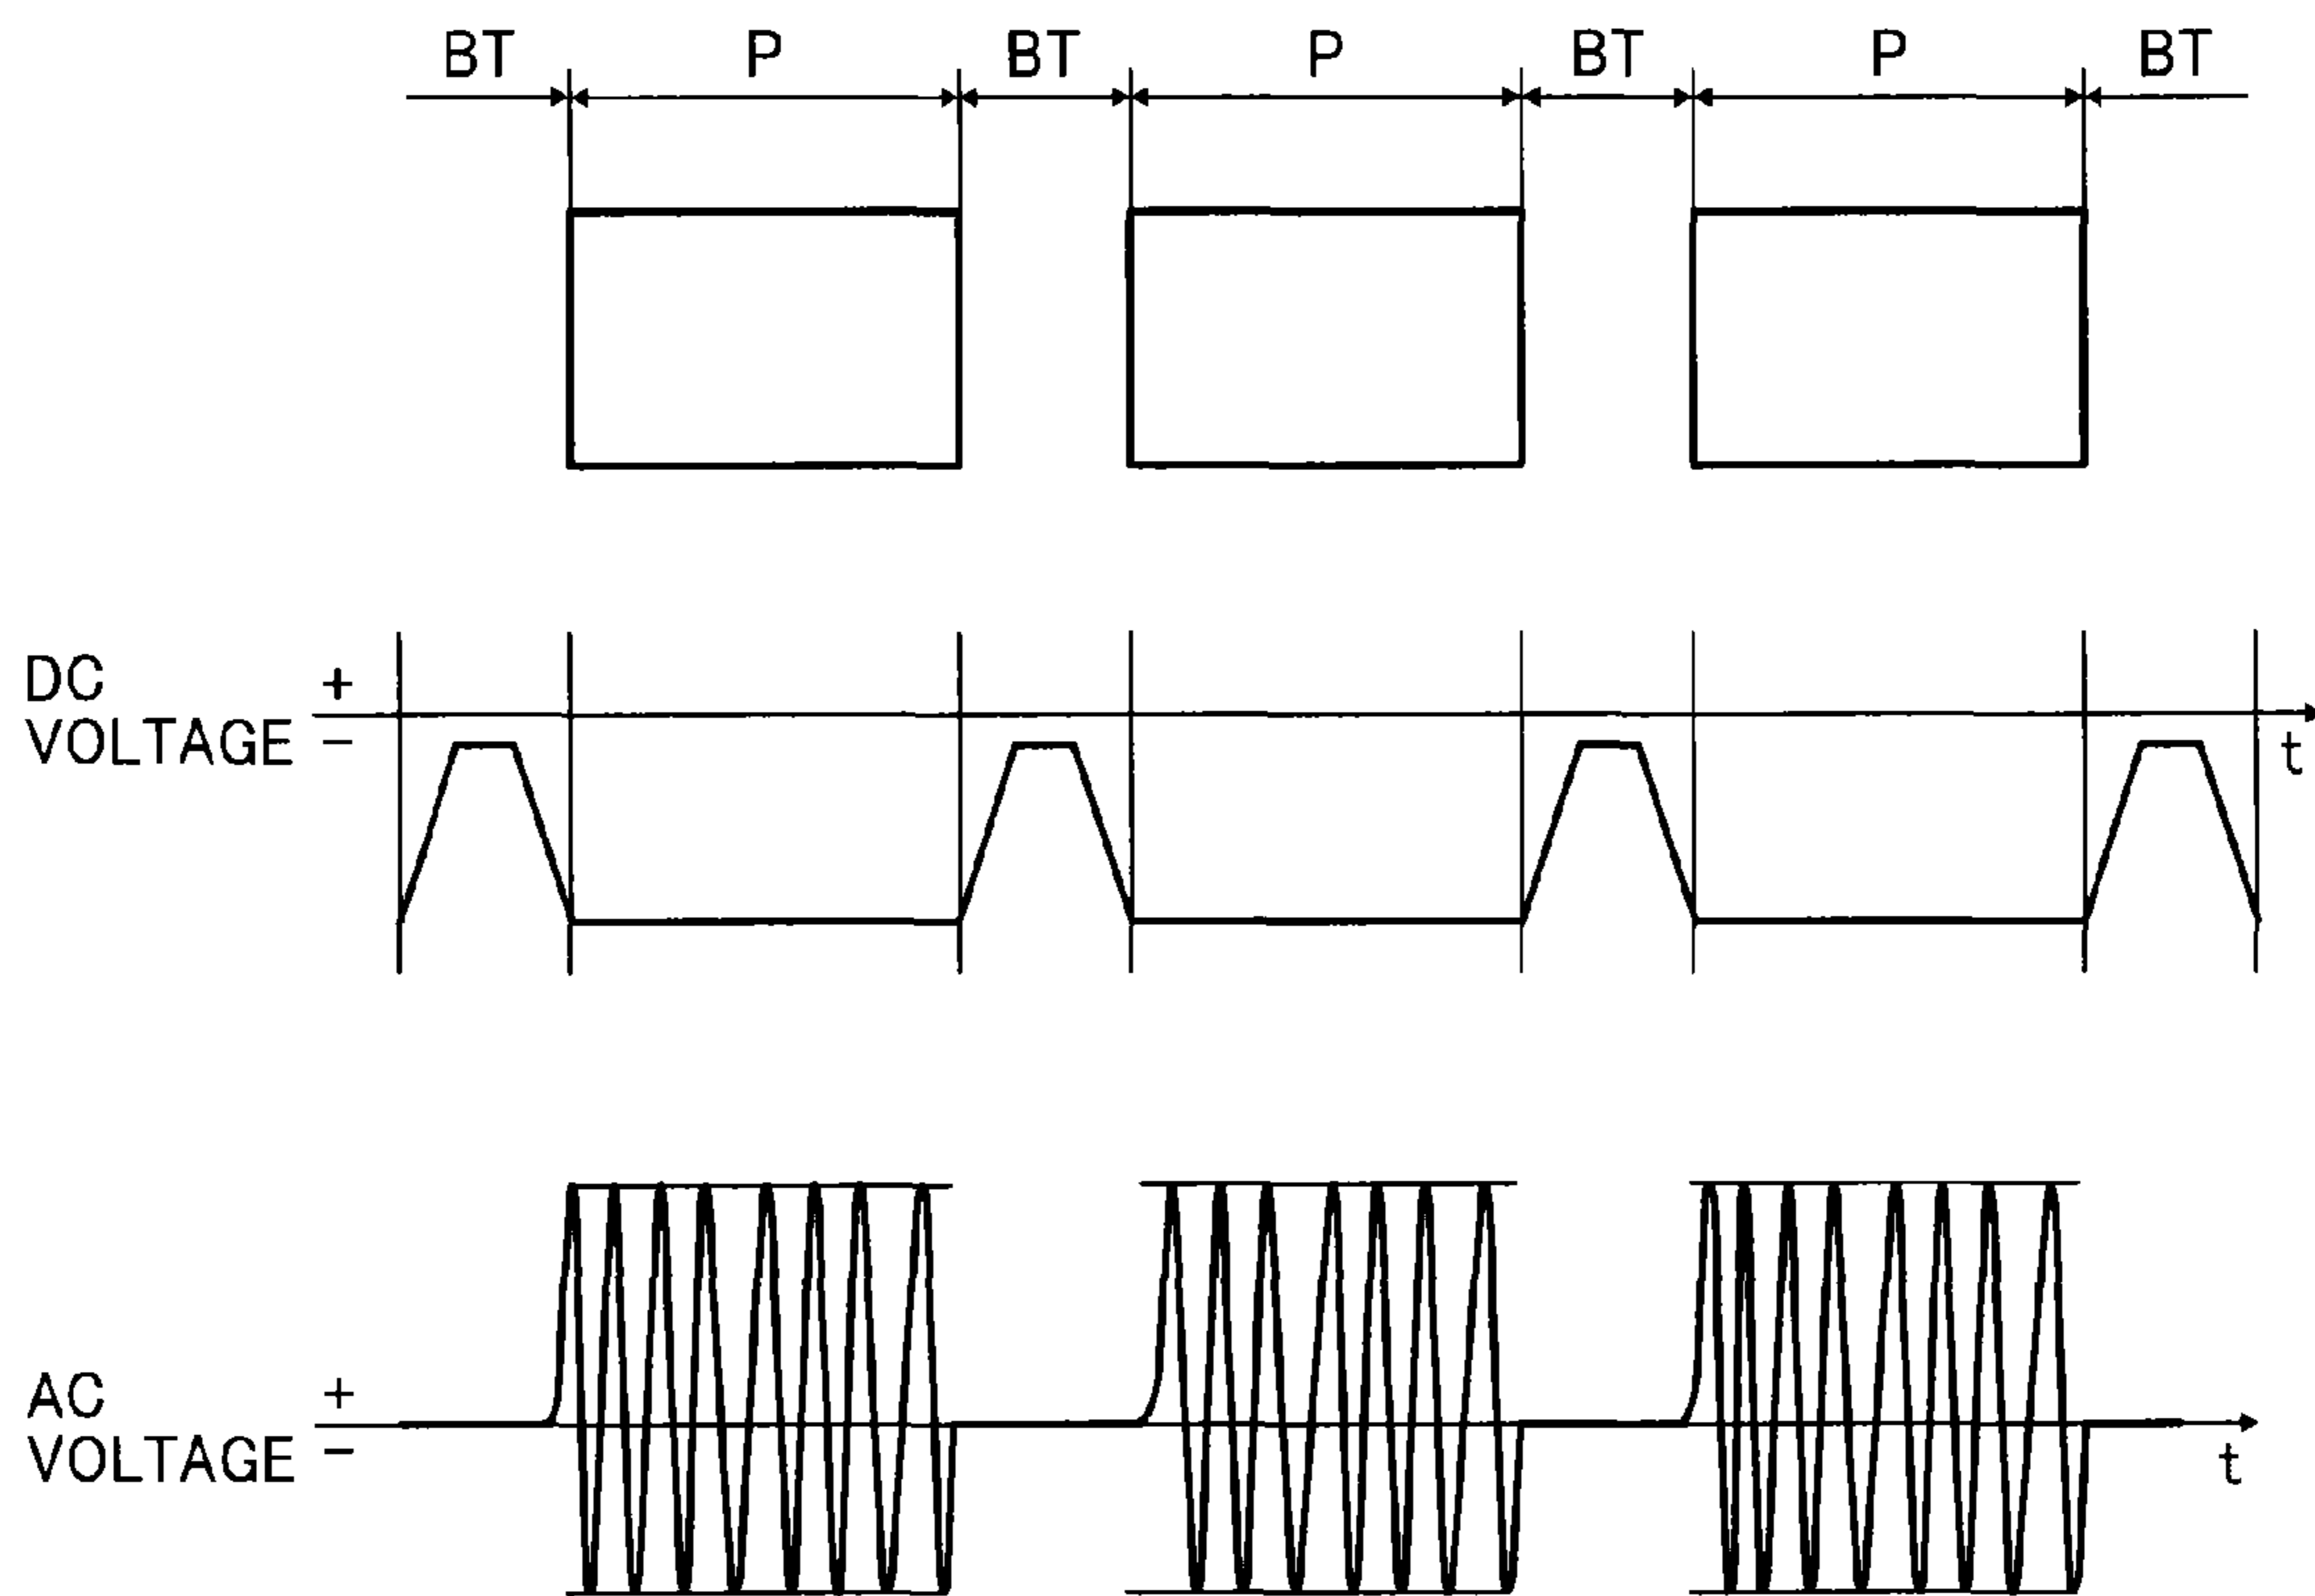 BT P BT P BT P BT
DC
VOLTAGE
+
−
t
AC
VOLTAGE
+
−
t